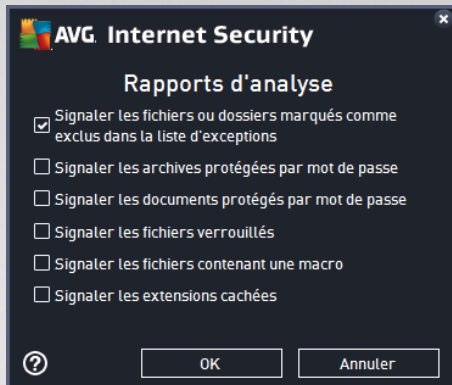 AVG. Internet Security
Rapports d'analyse
Signaler les fichiers ou dossiers marqués comme
exclus dans la liste d'exceptions
Signaler les archives protégées par mot de passe
Signaler les documents protégés par mot de passe
Signaler les fichiers verrouillés
Signaler les fichiers contenant une macro
Signaler les extensions cachées
?
OK
Annuler